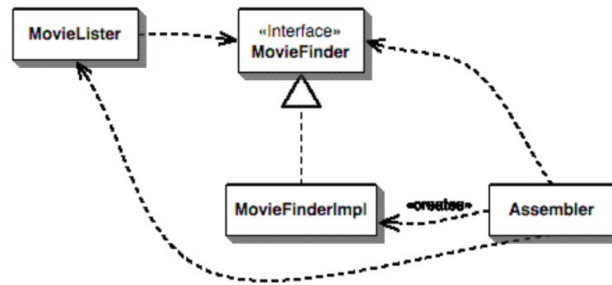 MovieLister
«Interface»
MovieFinder
MovieFinderImpl
«creates»
Assembler